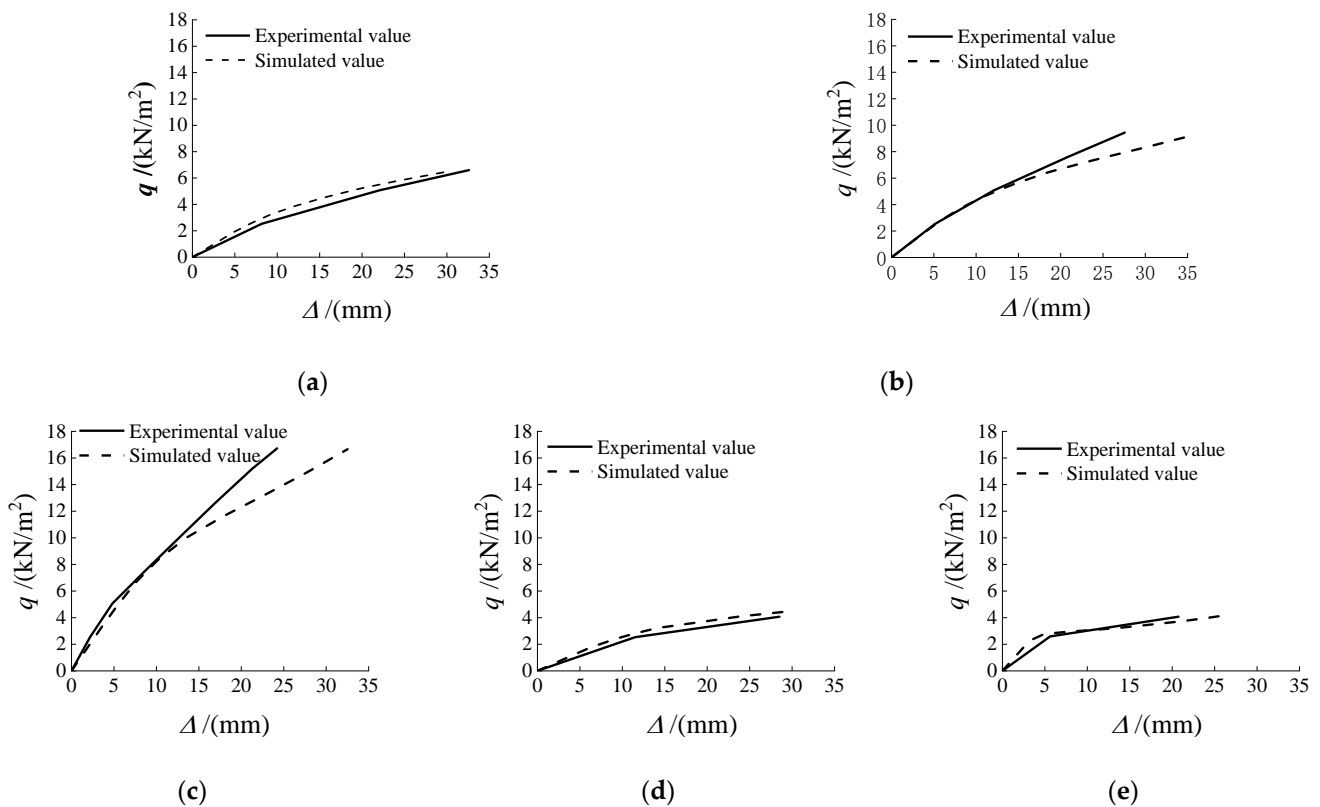 18
16
14
12
10
8
6
4
2
0
Experimental value
Simulated value
q /(kN/m²)
0 5 10 15 20 25 30 35
Δ /(mm)
(a)
18
16
14
12
10
8
6
4
2
0
Experimental value
Simulated value
q /(kN/m²)
0 5 10 15 20 25 30 35
Δ /(mm)
(b)
18
16
14
12
10
8
6
4
2
0
Experimental value
Simulated value
q /(kN/m²)
0 5 10 15 20 25 30 35
Δ /(mm)
(c)
18
16
14
12
10
8
6
4
2
0
Experimental value
Simulated value
q /(kN/m²)
0 5 10 15 20 25 30 35
Δ /(mm)
(d)
18
16
14
12
10
8
6
4
2
0
Experimental value
Simulated value
q /(kN/m²)
0 5 10 15 20 25 30 35
Δ /(mm)
(e)